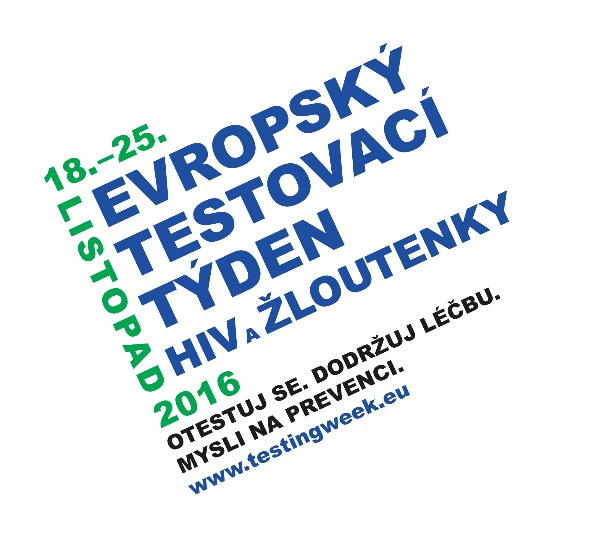 18.–25.
LISTOPAD
2016
EVROPSKÝ
TESTOVACÍ
TÝDEN
HIV A ŽLOUTENKY
OTESTUJ SE. DODRŽUJ LÉČBU.
MYSLI NA PREVENCI.
www.testingweek.eu